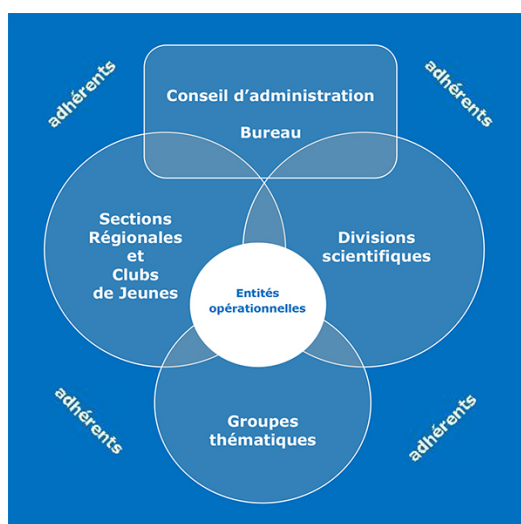 adhérents
adhérents
Conseil d’administration
Bureau
Sections
Régionales
et
Clubs
de Jeunes
Divisions
scientifiques
Entités
opérationnelles
Groupes
thématiques
adhérents
adhérents